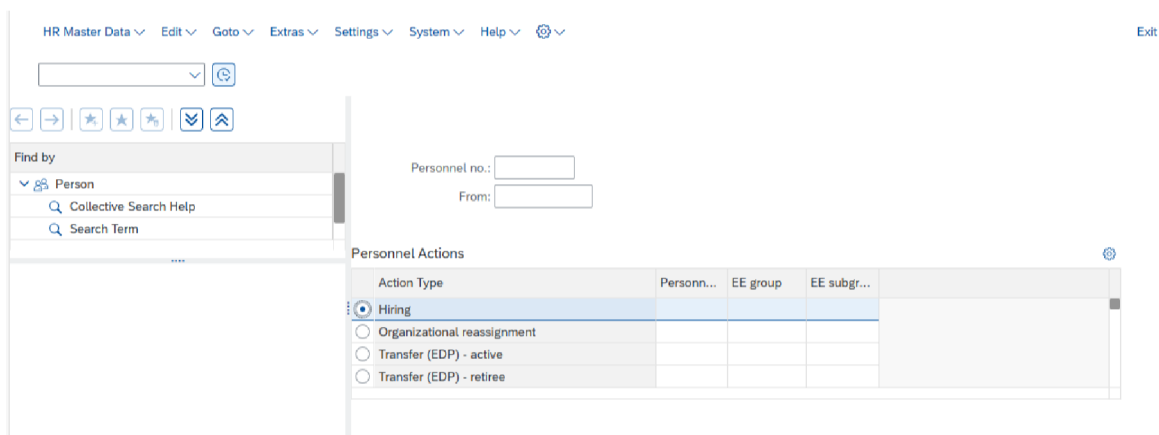 HR Master Data Edit Goto Extras Settings System Help Exit
Find by
Person
Collective Search Help
Search Term
Personnel no.:
From:
Personnel Actions
Action Type Personn... EE group EE subgr...
Hiring
Organizational reassignment
Transfer (EDP) - active
Transfer (EDP) - retiree